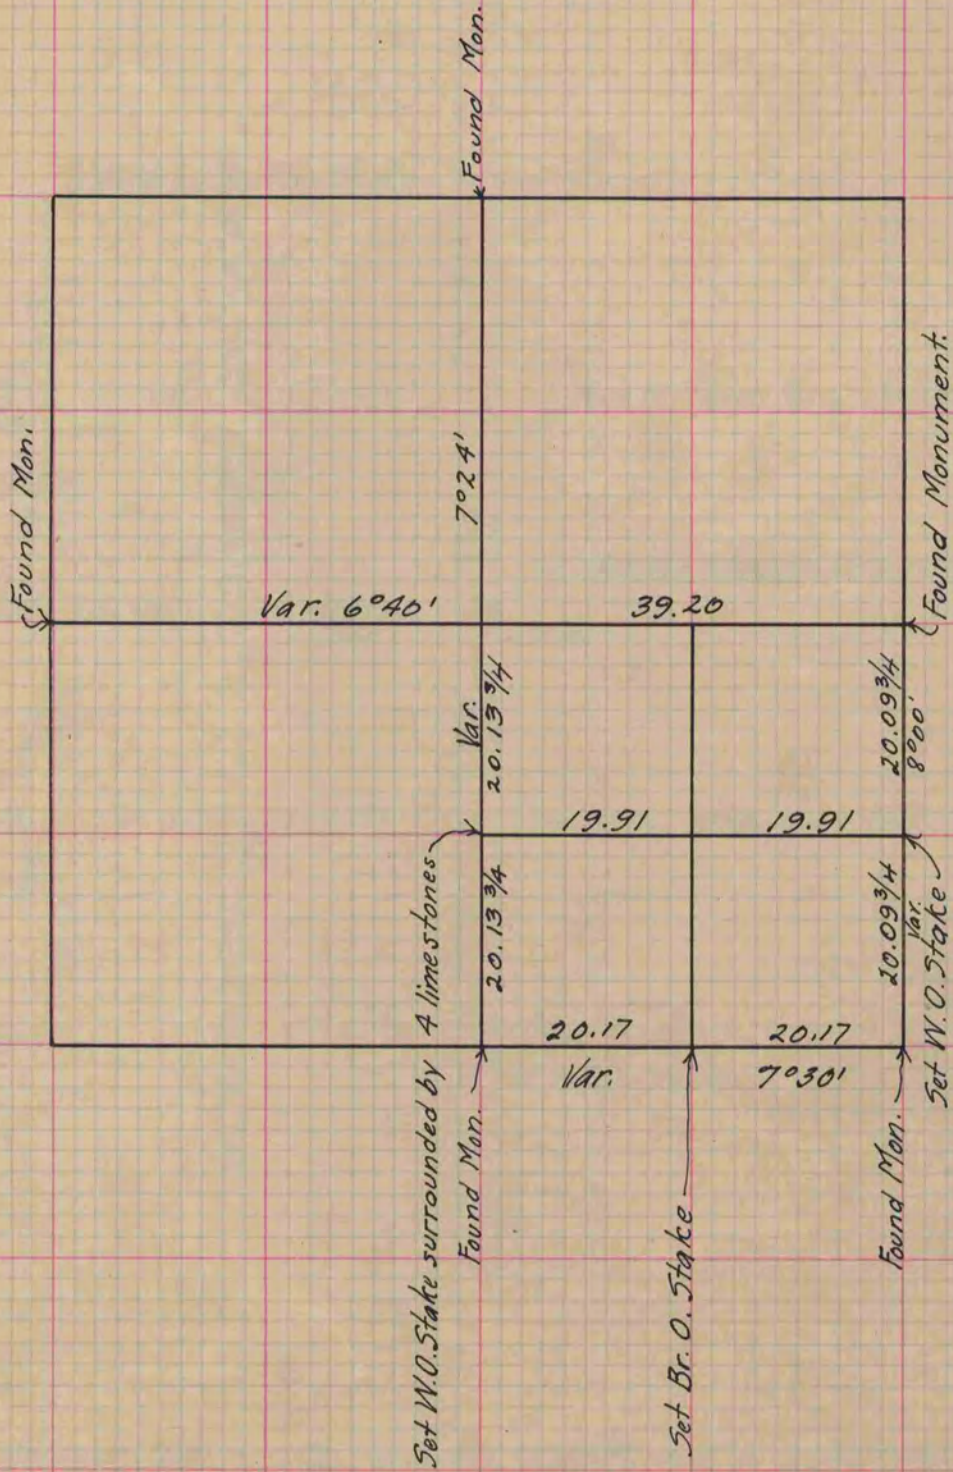 Found Mon.
Found Mon.
7°24'
Var. 6°40'
39.20
Found Monument.
Var.
20.13 3/4
20.09 3/4
8°00'
19.91
19.91
Set W.O. Stake surrounded by 4 limestones
20.13 3/4
20.09 3/4
Var.
Set W.O. Stake
20.17
20.17
Var.
7°30'
Found Mon.
Set Br. O. Stake
Found Mon.